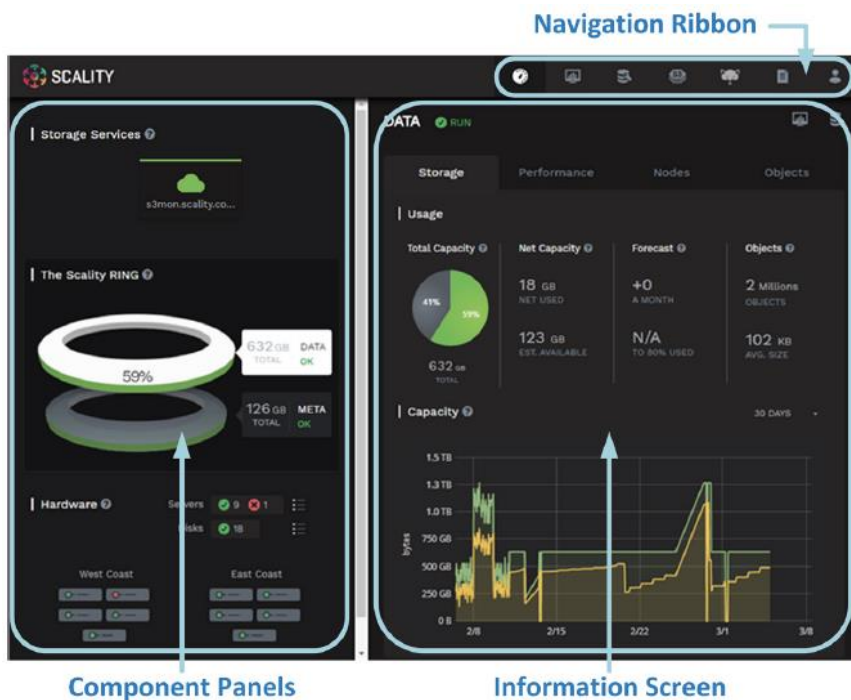 Navigation Ribbon
SCALITY
Storage Services ?
s3mon.scality.co...
The Scality RING ?
59%
632 GB DATA
TOTAL OK
126 GB META
TOTAL OK
Hardware ?
Servers 9 1
Disks 18
West Coast East Coast
DATA RUN
Storage Performance Nodes Objects
Usage
Total Capacity ? Net Capacity ? Forecast ? Objects ?
41%
59%
632 GB
TOTAL
18 GB
NET USED
123 GB
EST. AVAILABLE
+0
A MONTH
N/A
TO 80% USED
2 Millions
OBJECTS
102 KB
AVG. SIZE
Capacity ? 30 DAYS
1.5 TB
1.3 TB
1.0 TB
750 GB
500 GB
250 GB
0 B
bytes
2/8 2/15 2/22 3/1 3/8
Component Panels Information Screen